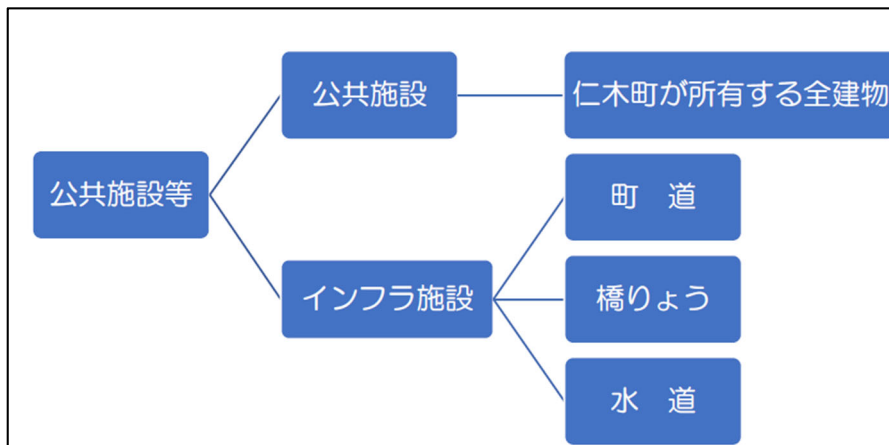 公共施設等
公共施設
仁木町が所有する全建物
インフラ施設
町　道
橋りょう
水　道